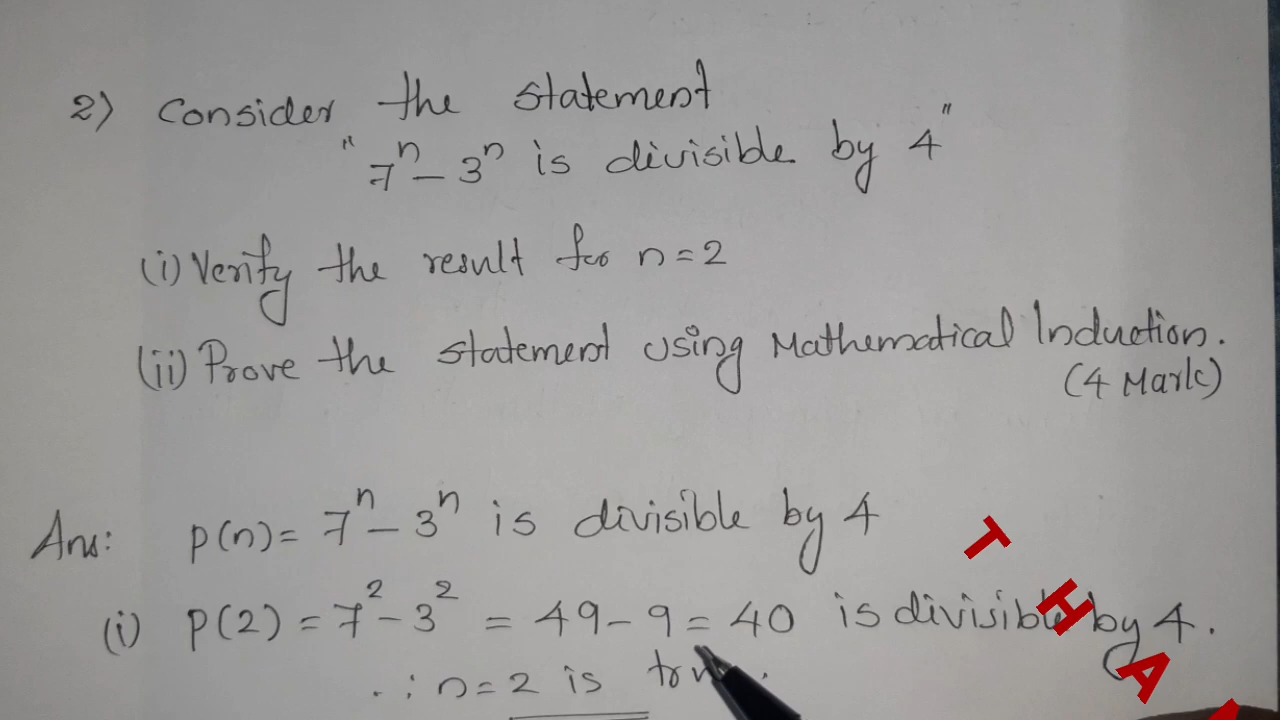 2) Consider the statement
" 7ⁿ – 3ⁿ is divisible by 4 "
(i) Verify the result for n = 2
(ii) Prove the statement using Mathematical Induction.
(4 Mark)
Ans: P(n) = 7ⁿ – 3ⁿ is divisible by 4
(i) P(2) = 7² – 3² = 49 – 9 = 40 is divisible by 4.
∴ n = 2 is
T
H
A